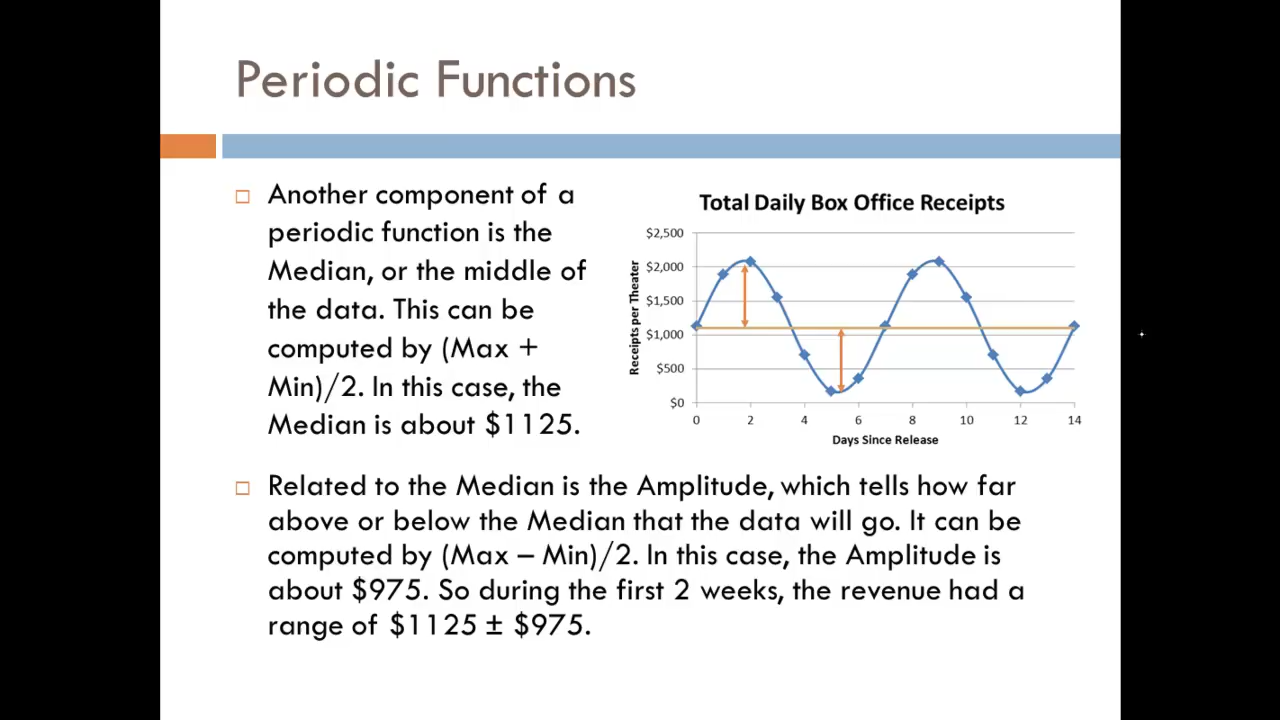 Periodic Functions
Another component of a
periodic function is the
Median, or the middle of
the data. This can be
computed by (Max +
Min)/2. In this case, the
Median is about $1125.
Total Daily Box Office Receipts
Receipts per Theater
$2,500
$2,000
$1,500
$1,000
$500
$0
0 2 4 6 8 10 12 14
Days Since Release
Related to the Median is the Amplitude, which tells how far
above or below the Median that the data will go. It can be
computed by (Max – Min)/2. In this case, the Amplitude is
about $975. So during the first 2 weeks, the revenue had a
range of $1125 ± $975.